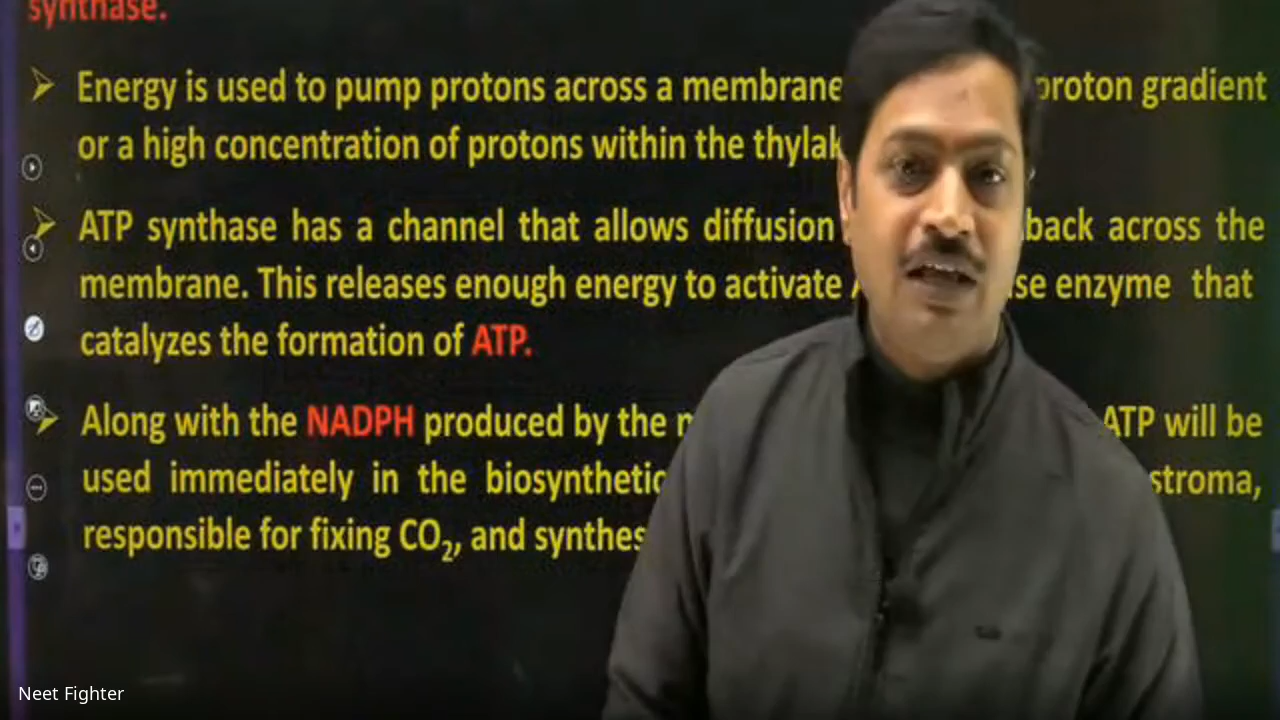 synthase.
Energy is used to pump protons across a membrane proton gradient
or a high concentration of protons within the
ATP synthase has a channel that allows diffusion back across the
membrane. This releases enough energy to activate enzyme that
catalyzes the formation of ATP.
Along with the NADPH produced by the ATP will be
used immediately in the biosynthetic stroma,
responsible for fixing CO₂, and
Neet Fighter